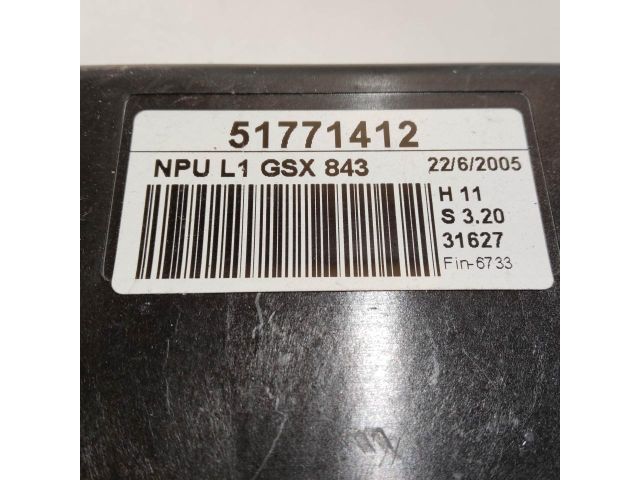 51771412
NPU L1 GSX 843 22/6/2005
H 11
S 3.20
31627
Fin-6733